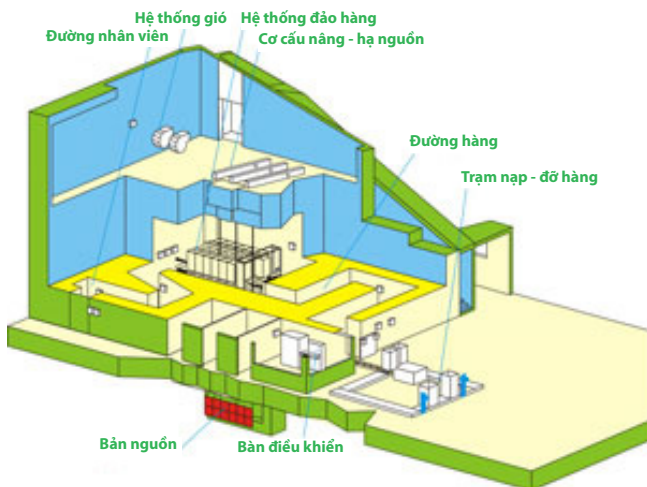 Hệ thống gió
Hệ thống đảo hàng
Đường nhân viên
Cơ cấu nâng - hạ nguồn
Đường hàng
Trạm nạp - đỡ hàng
Bản nguồn
Bàn điều khiển